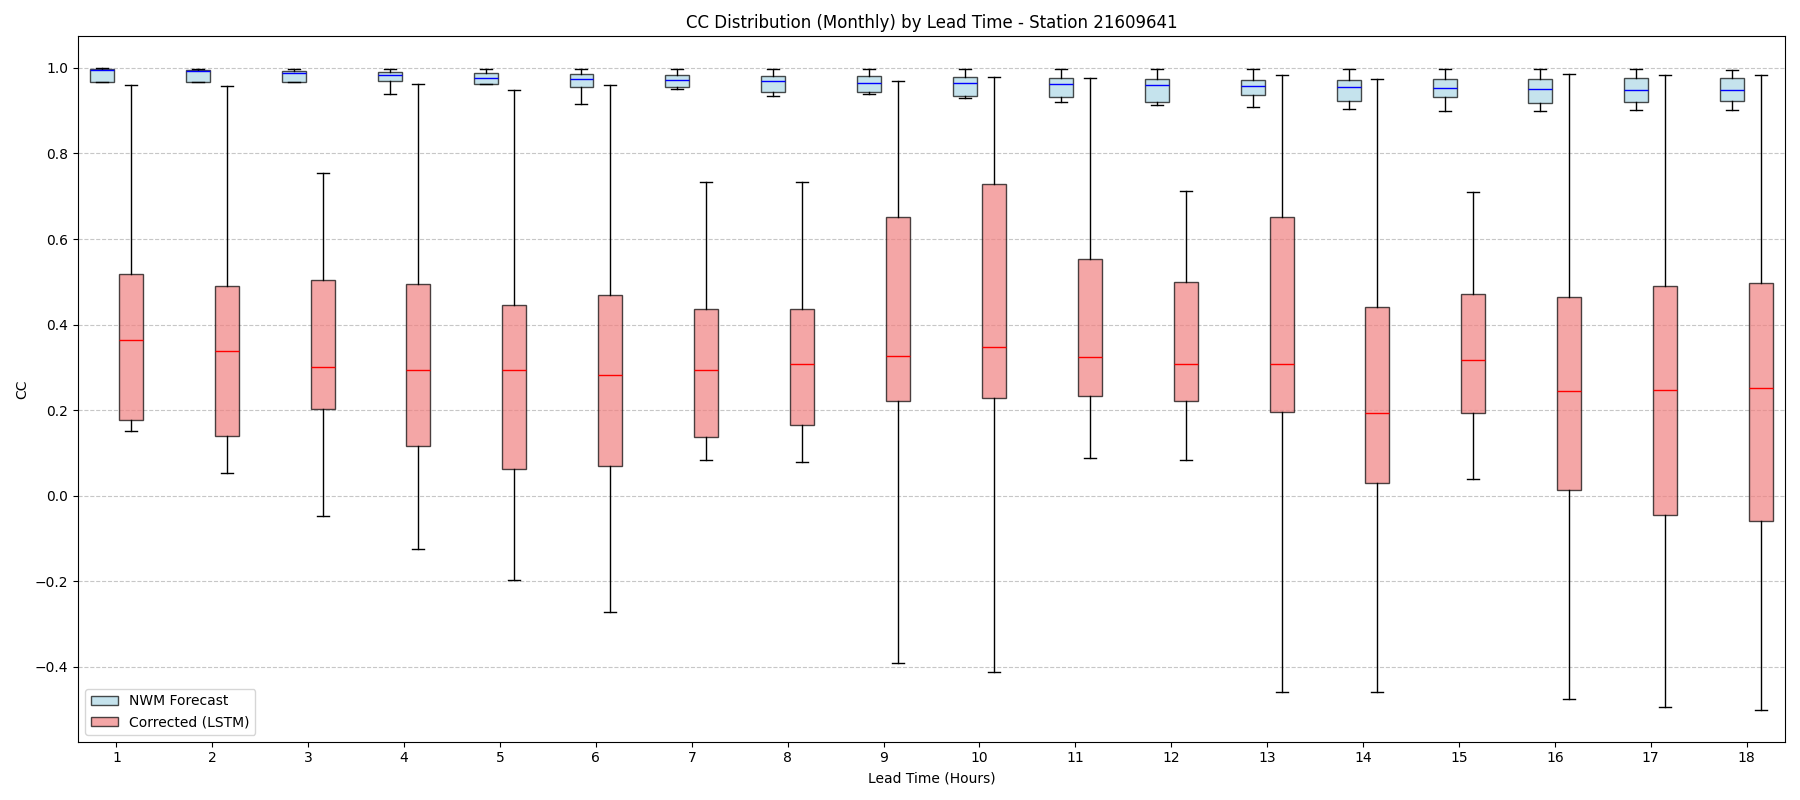 CC Distribution (Monthly) by Lead Time - Station 21609641
CC
1.0
0.8
0.6
0.4
0.2
0.0
−0.2
−0.4
NWM Forecast
Corrected (LSTM)
1 2 3 4 5 6 7 8 9 10 11 12 13 14 15 16 17 18
Lead Time (Hours)